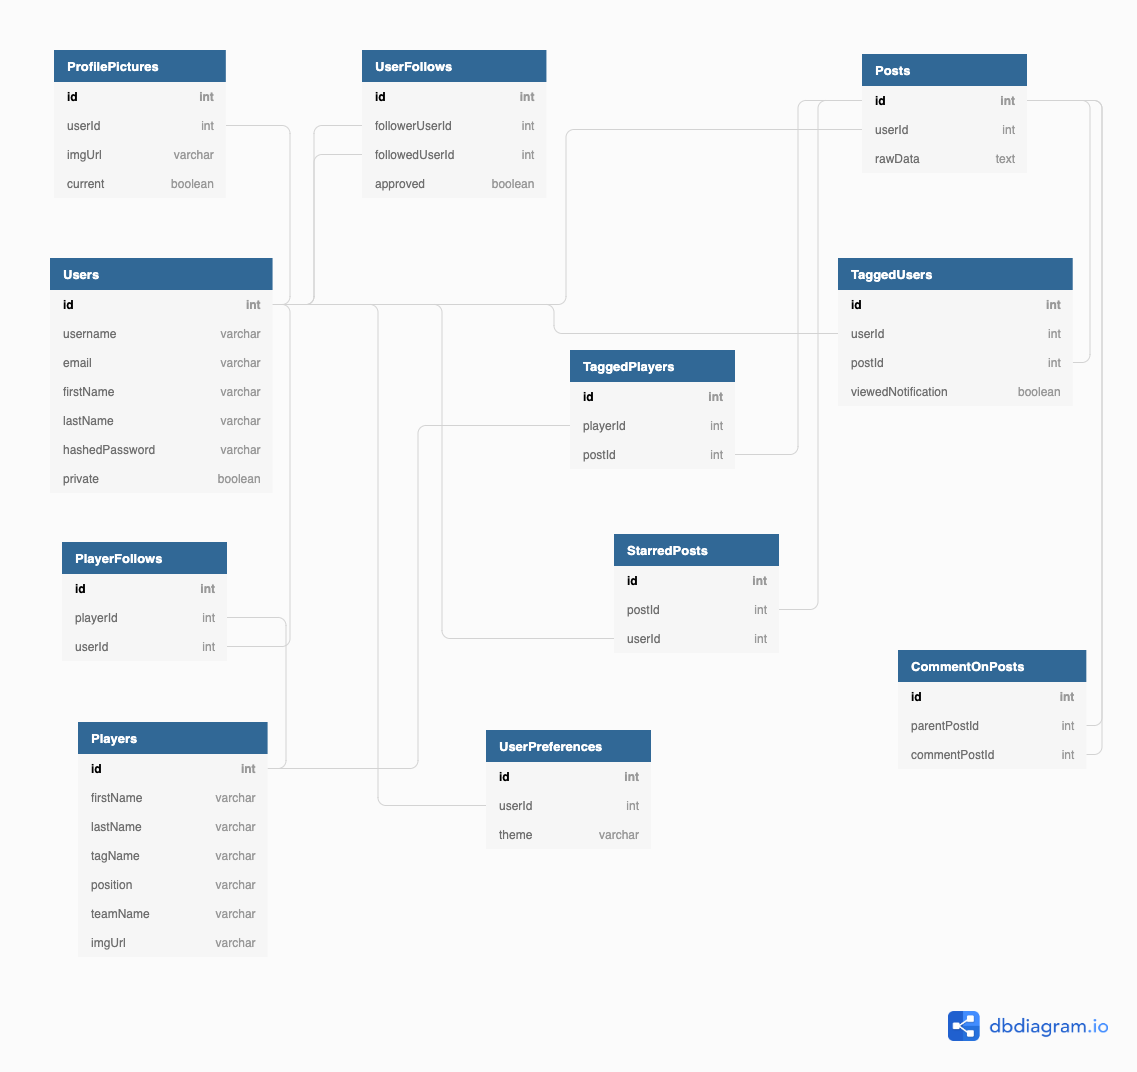 ProfilePictures
id int
userId int
imgUrl varchar
current boolean
UserFollows
id int
followerUserId int
followedUserId int
approved boolean
Posts
id int
userId int
rawData text
Users
id int
username varchar
email varchar
firstName varchar
lastName varchar
hashedPassword varchar
private boolean
TaggedUsers
id int
userId int
postId int
viewedNotification boolean
TaggedPlayers
id int
playerId int
postId int
PlayerFollows
id int
playerId int
userId int
StarredPosts
id int
postId int
userId int
CommentOnPosts
id int
parentPostId int
commentPostId int
Players
id int
firstName varchar
lastName varchar
tagName varchar
position varchar
teamName varchar
imgUrl varchar
UserPreferences
id int
userId int
theme varchar
dbdiagram.io